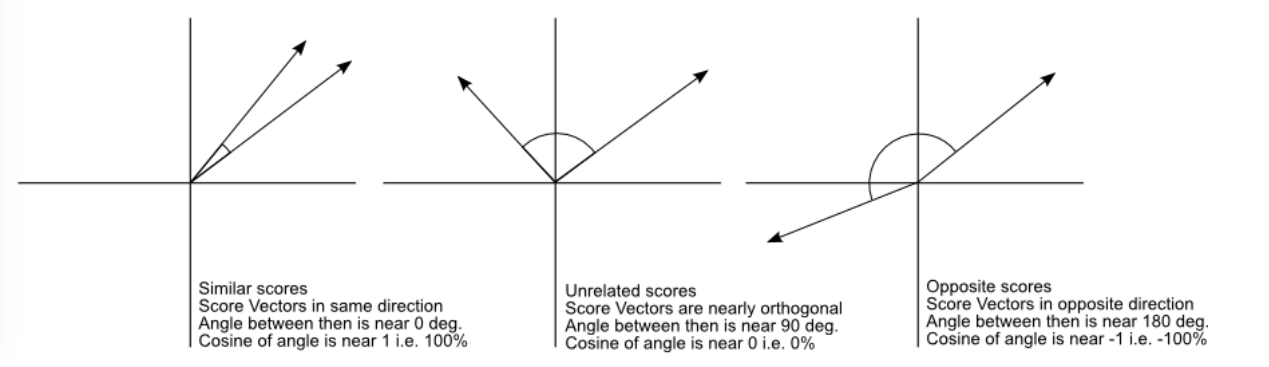 Similar scores
Score Vectors in same direction
Angle between then is near 0 deg.
Cosine of angle is near 1 i.e. 100%
Unrelated scores
Score Vectors are nearly orthogonal
Angle between then is near 90 deg.
Cosine of angle is near 0 i.e. 0%
Opposite scores
Score Vectors in opposite direction
Angle between then is near 180 deg.
Cosine of angle is near -1 i.e. -100%